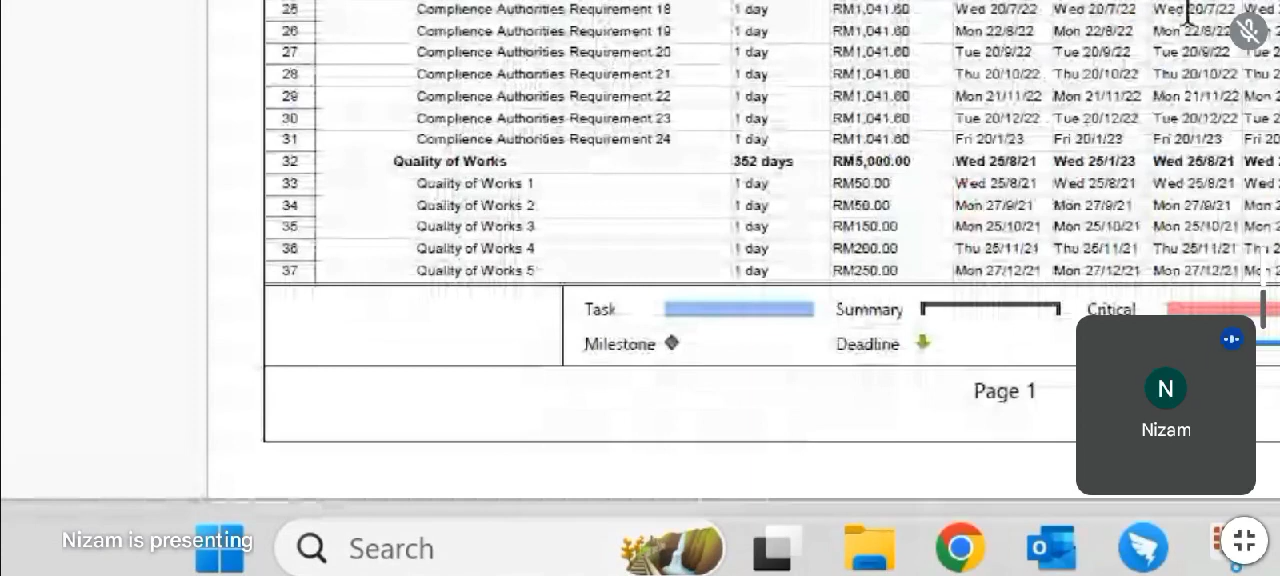 25 Complience Authorities Requirement 18 1 day RM1,041.60 Wed 20/7/22 Wed 20/7/22 Wed 20/7/22 Wed
26 Complience Authorities Requirement 19 1 day RM1,041.60 Mon 22/8/22 Mon 22/8/22 Mon 22/8/22
27 Complience Authorities Requirement 20 1 day RM1,041.60 Tue 20/9/22 Tue 20/9/22 Tue 20/9/22 Tue 2
28 Complience Authorities Requirement 21 1 day RM1,041.60 Thu 20/10/22 Thu 20/10/22 Thu 20/10/22 Thu 2
29 Complience Authorities Requirement 22 1 day RM1,041.60 Mon 21/11/22 Mon 21/11/22 Mon 21/11/22 Mon 2
30 Complience Authorities Requirement 23 1 day RM1,041.60 Tue 20/12/22 Tue 20/12/22 Tue 20/12/22 Tue 2
31 Complience Authorities Requirement 24 1 day RM1,041.60 Fri 20/1/23 Fri 20/1/23 Fri 20/1/23 Fri 20
32 Quality of Works 352 days RM5,000.00 Wed 25/8/21 Wed 25/1/23 Wed 25/8/21 Wed
33 Quality of Works 1 1 day RM50.00 Wed 25/8/21 Wed 25/8/21 Wed 25/8/21 Wed
34 Quality of Works 2 1 day RM50.00 Mon 27/9/21 Mon 27/9/21 Mon 27/9/21 Mon 2
35 Quality of Works 3 1 day RM150.00 Mon 25/10/21 Mon 25/10/21 Mon 25/10/21 Mon 2
36 Quality of Works 4 1 day RM200.00 Thu 25/11/21 Thu 25/11/21 Thu 25/11/21 Thu 2
37 Quality of Works 5 1 day RM250.00 Mon 27/12/21 Mon 27/12/21 Mon 27/12/21 Mon 2
Task Summary Critical
Milestone Deadline
Page 1
N
Nizam
Nizam is presenting
Search